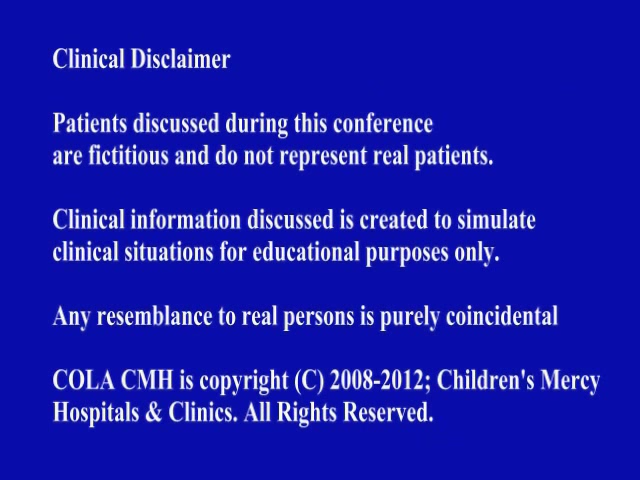 Clinical Disclaimer
Patients discussed during this conference
are fictitious and do not represent real patients.
Clinical information discussed is created to simulate
clinical situations for educational purposes only.
Any resemblance to real persons is purely coincidental
COLA CMH is copyright (C) 2008-2012; Children's Mercy
Hospitals & Clinics. All Rights Reserved.